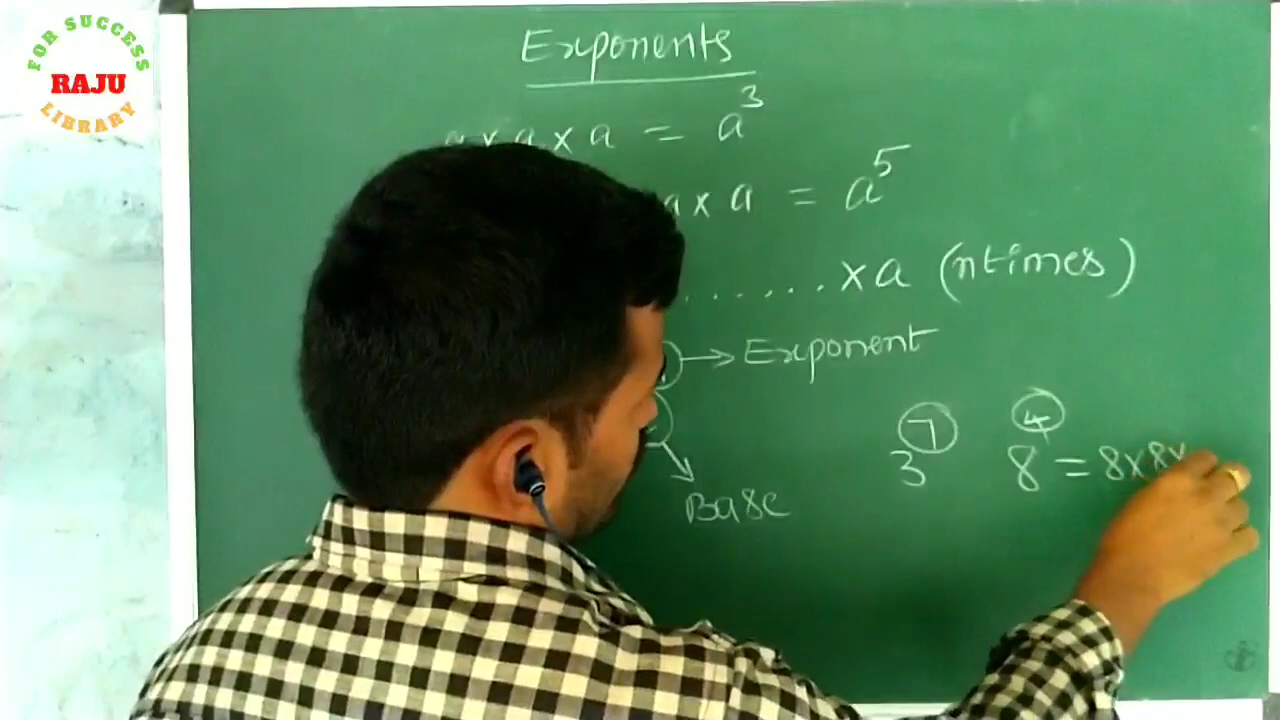 FOR SUCCESS
RAJU
LIBRARY
Exponents
a × a × a = a³
a × a = a⁵
....... × a (n times)
→ Exponent
3⁷ 8⁴ = 8×8×
Base